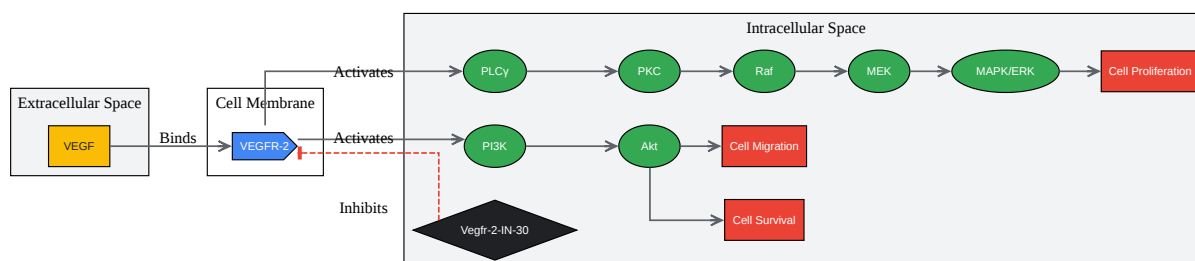 Intracellular Space
Activates
PLCγ
PKC
Raf
MEK
MAPK/ERK
Cell Proliferation
Extracellular Space
Cell Membrane
VEGF
Binds
VEGFR-2
Activates
PI3K
Akt
Cell Migration
Inhibits
Vegfr-2-IN-30
Cell Survival